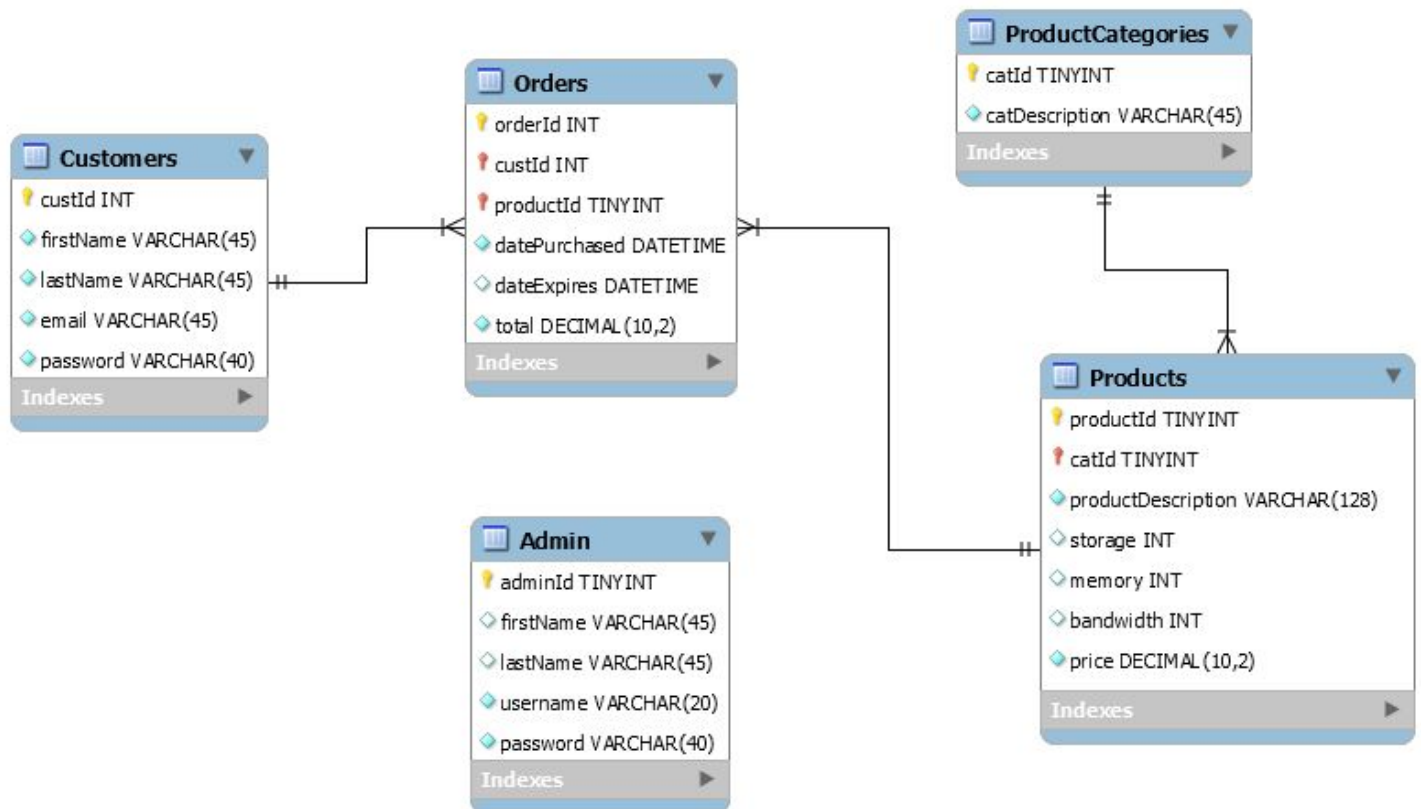 Customers
custId INT
firstName VARCHAR(45)
lastName VARCHAR(45)
email VARCHAR(45)
password VARCHAR(40)
Indexes
Orders
orderId INT
custId INT
productId TINYINT
datePurchased DATETIME
dateExpires DATETIME
total DECIMAL(10,2)
Indexes
ProductCategories
catId TINYINT
catDescription VARCHAR(45)
Indexes
Admin
adminId TINYINT
firstName VARCHAR(45)
lastName VARCHAR(45)
username VARCHAR(20)
password VARCHAR(40)
Indexes
Products
productId TINYINT
catId TINYINT
productDescription VARCHAR(128)
storage INT
memory INT
bandwidth INT
price DECIMAL(10,2)
Indexes